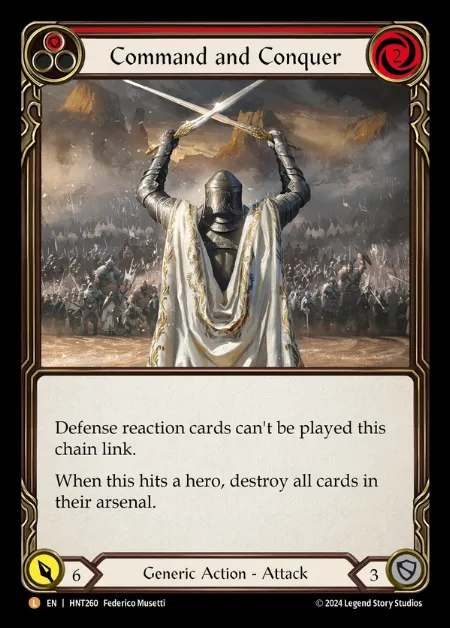 Command and Conquer
2
Defense reaction cards can't be played this
chain link.
When this hits a hero, destroy all cards in
their arsenal.
6
Generic Action - Attack
3
L EN | HNT260 Federico Musetti
© 2024 Legend Story Studios